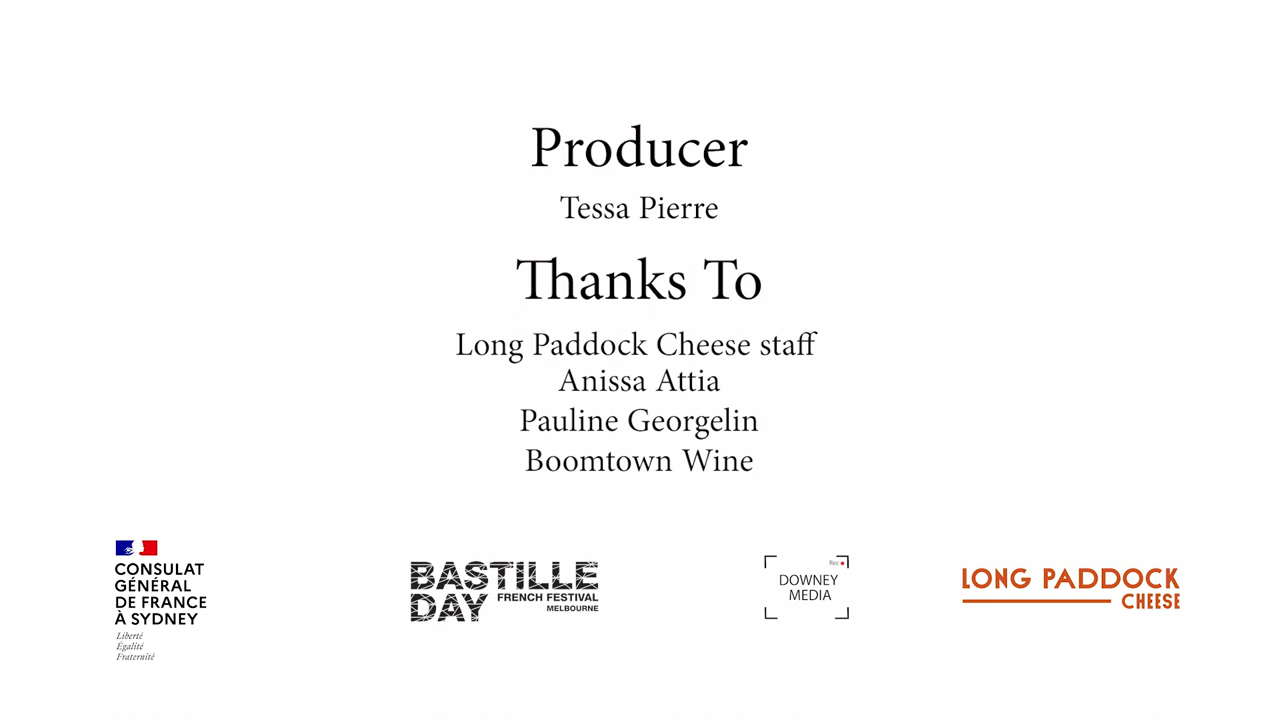 Producer
Tessa Pierre
Thanks To
Long Paddock Cheese staff
Anissa Attia
Pauline Georgelin
Boomtown Wine
CONSULAT
GÉNÉRAL
DE FRANCE
À SYDNEY
Liberté
Égalité
Fraternité
BASTILLE
DAY
FRENCH FESTIVAL
MELBOURNE
Rec
DOWNEY
MEDIA
LONG PADDOCK
CHEESE